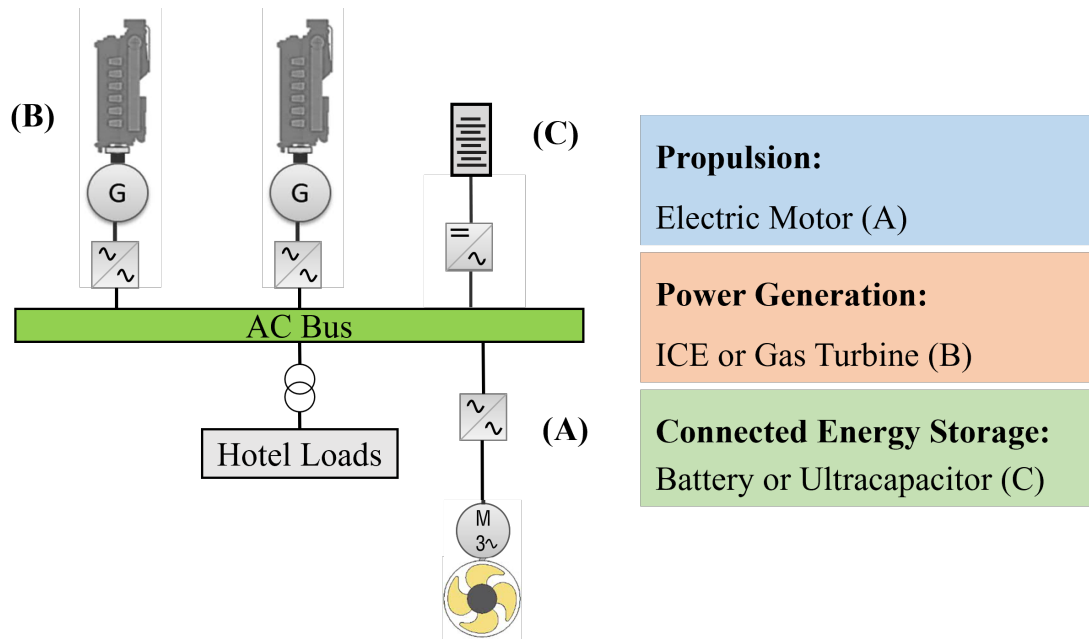 (B)
G
G
(C)
AC Bus
Hotel Loads
(A)
M
3~
Propulsion:
Electric Motor (A)
Power Generation:
ICE or Gas Turbine (B)
Connected Energy Storage:
Battery or Ultracapacitor (C)